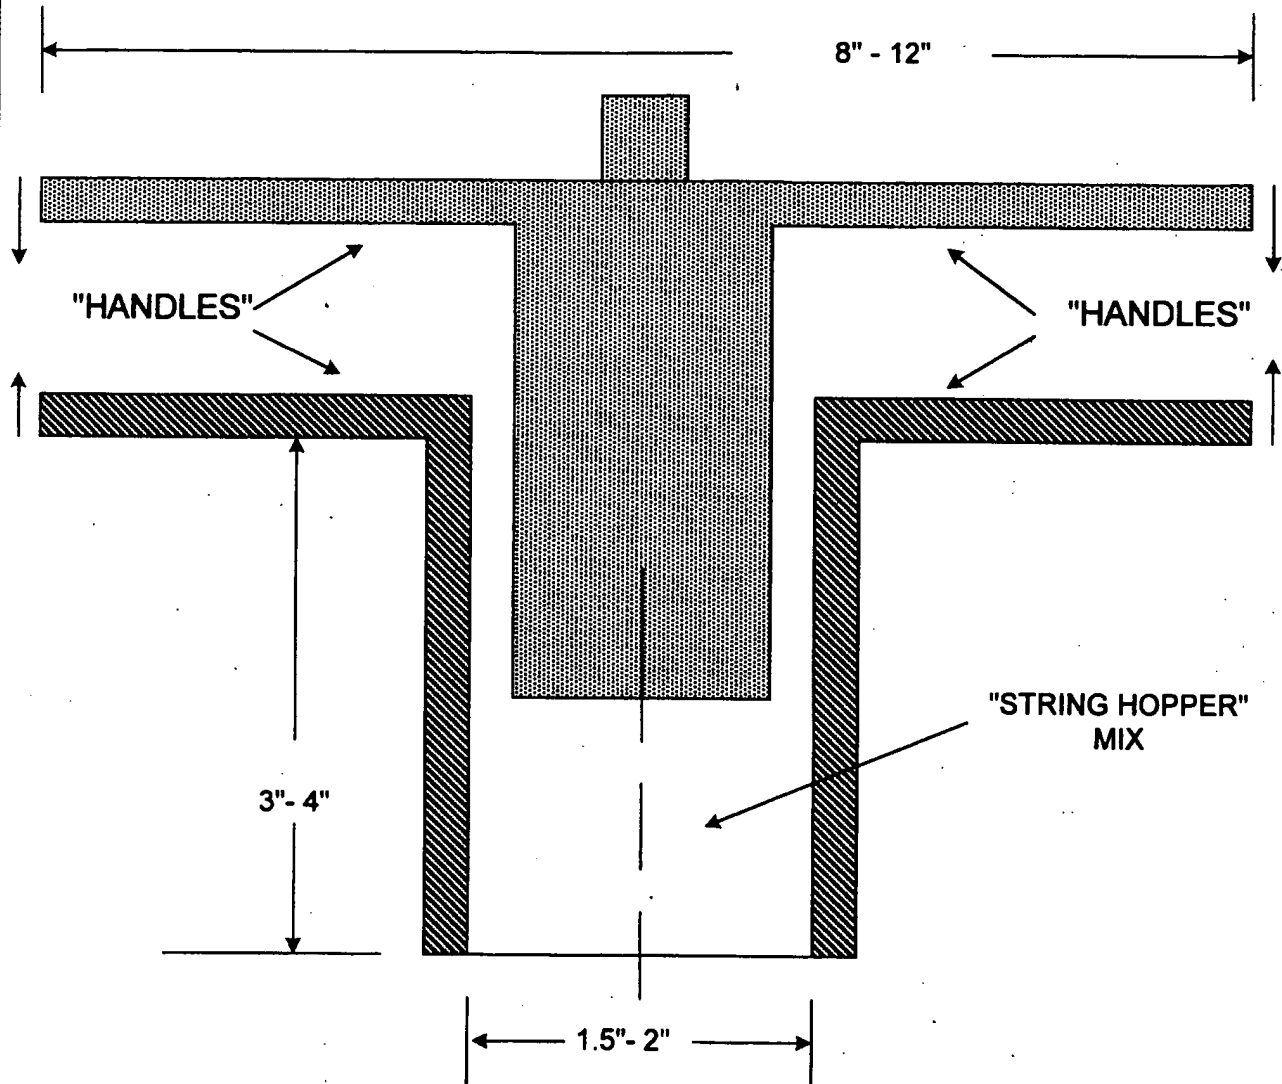 8" - 12"
"HANDLES"
"HANDLES"
"STRING HOPPER"
MIX
3"- 4"
1.5"- 2"